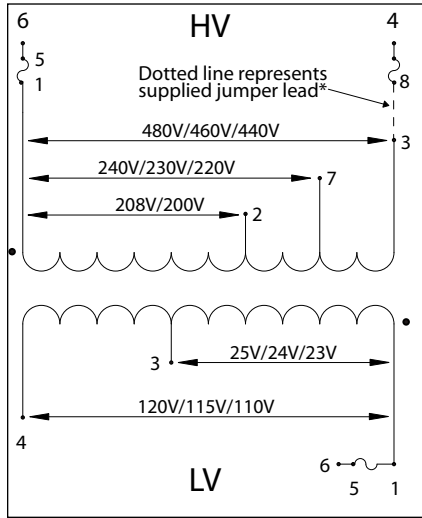 6 HV 4
5
1
8
Dotted line represents
supplied jumper lead*
3
480V/460V/440V
240V/230V/220V
7
208V/200V
2
3
25V/24V/23V
120V/115V/110V
4
6
5 1
LV